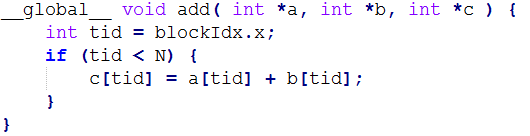 __global__ void add( int *a, int *b, int *c ) {
    int tid = blockIdx.x;
    if (tid < N) {
        c[tid] = a[tid] + b[tid];
    }
}